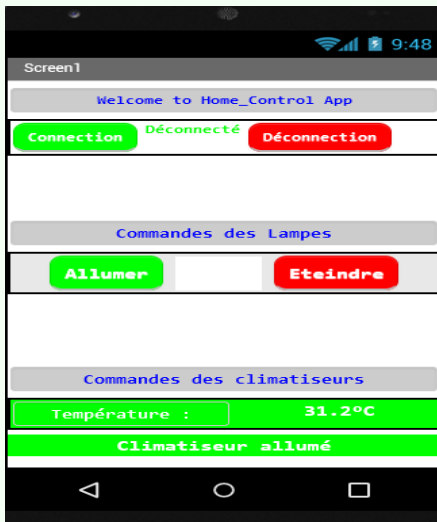 9:48
Screen1
Welcome to Home_Control App
Connection Déconnecté Déconnection
Commandes des Lampes
Allumer Eteindre
Commandes des climatiseurs
Température : 31.2°C
Climatiseur allumé